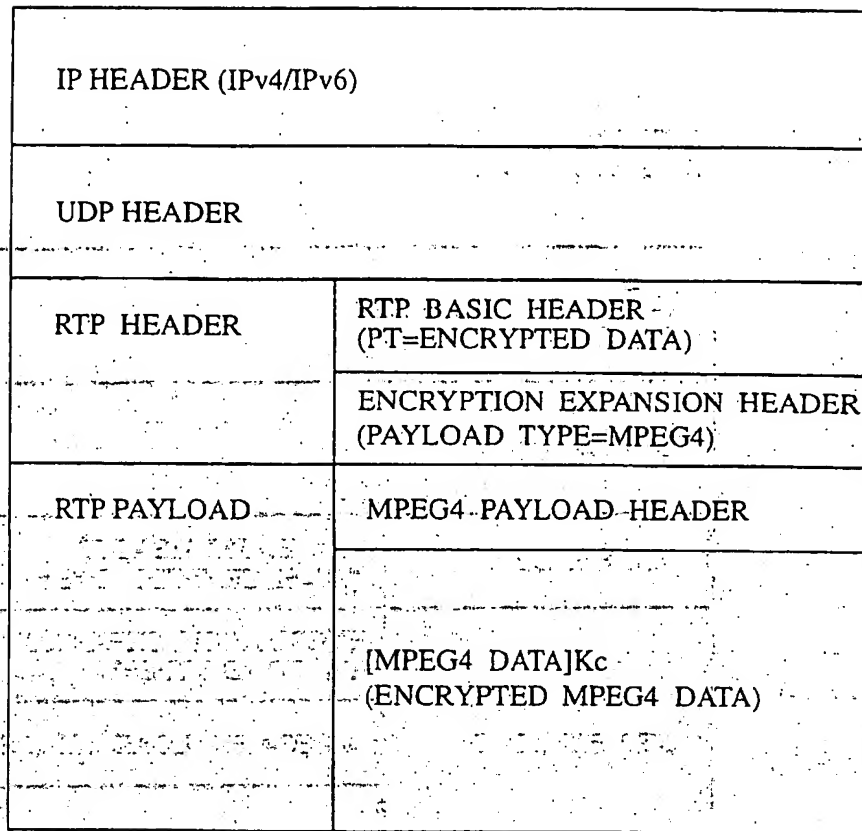 IP HEADER (IPv4/IPv6)
UDP HEADER
RTP HEADER
RTP BASIC HEADER
(PT=ENCRYPTED DATA)
ENCRYPTION EXPANSION HEADER
(PAYLOAD TYPE=MPEG4)
RTP PAYLOAD
MPEG4 PAYLOAD HEADER
[MPEG4 DATA]Kc
(ENCRYPTED MPEG4 DATA)